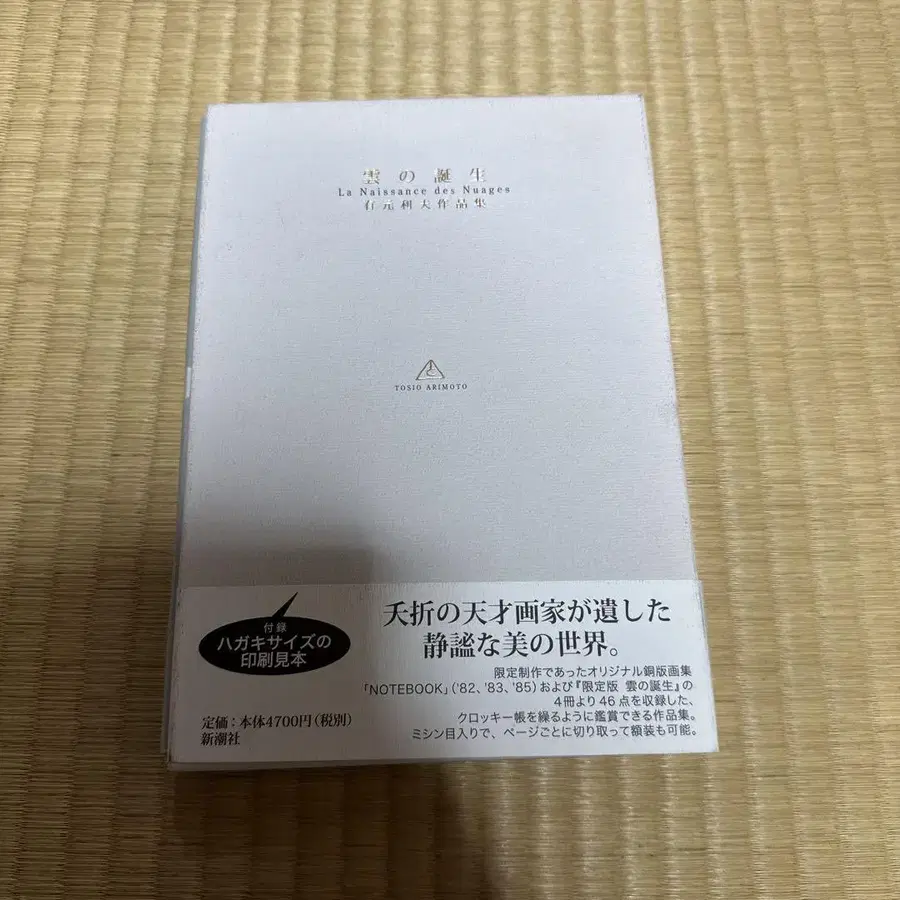 雲の誕生
La Naissance des Nuages
有元利夫作品集
TOSIO ARIMOTO
付録
ハガキサイズの
印刷見本
夭折の天才画家が遺した
静謐な美の世界。
限定制作であったオリジナル銅版画集
「NOTEBOOK」('82、'83、'85)および『限定版 雲の誕生』の
4冊より46点を収録した、
クロッキー帳を繰るように鑑賞できる作品集。
ミシン目入りで、ページごとに切り取って額装も可能。
定価:本体4700円(税別)
新潮社